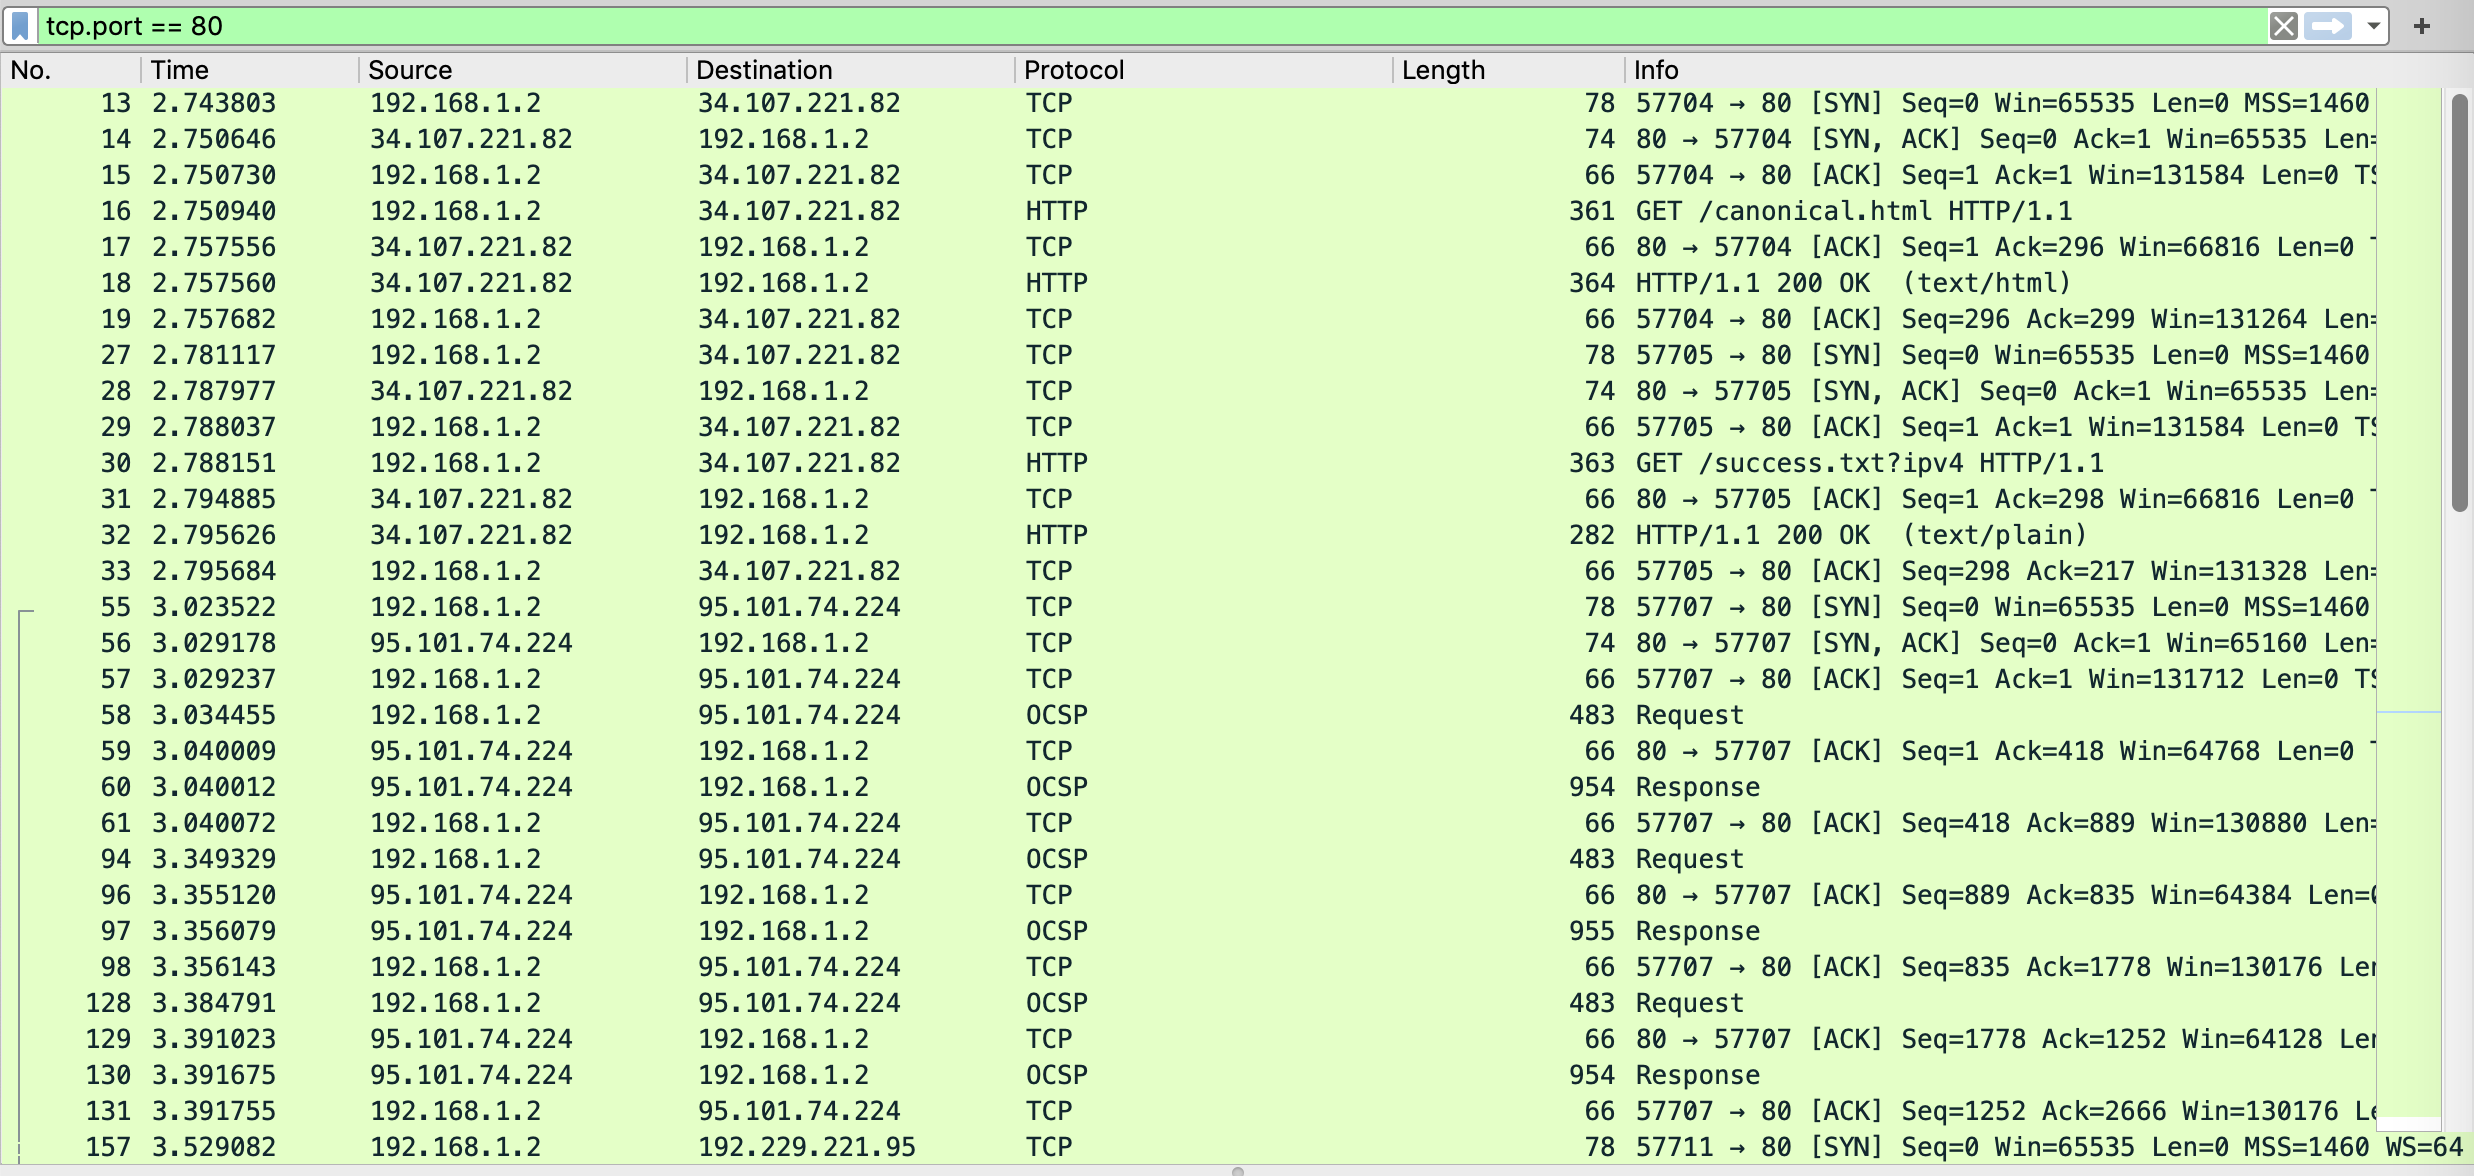 tcp.port == 80
No. Time Source Destination Protocol Length Info
13 2.743803 192.168.1.2 34.107.221.82 TCP 78 57704 → 80 [SYN] Seq=0 Win=65535 Len=0 MSS=1460
14 2.750646 34.107.221.82 192.168.1.2 TCP 74 80 → 57704 [SYN, ACK] Seq=0 Ack=1 Win=65535 Len=
15 2.750730 192.168.1.2 34.107.221.82 TCP 66 57704 → 80 [ACK] Seq=1 Ack=1 Win=131584 Len=0 TS
16 2.750940 192.168.1.2 34.107.221.82 HTTP 361 GET /canonical.html HTTP/1.1
17 2.757556 34.107.221.82 192.168.1.2 TCP 66 80 → 57704 [ACK] Seq=1 Ack=296 Win=66816 Len=0
18 2.757560 34.107.221.82 192.168.1.2 HTTP 364 HTTP/1.1 200 OK (text/html)
19 2.757682 192.168.1.2 34.107.221.82 TCP 66 57704 → 80 [ACK] Seq=296 Ack=299 Win=131264 Len=
27 2.781117 192.168.1.2 34.107.221.82 TCP 78 57705 → 80 [SYN] Seq=0 Win=65535 Len=0 MSS=1460
28 2.787977 34.107.221.82 192.168.1.2 TCP 74 80 → 57705 [SYN, ACK] Seq=0 Ack=1 Win=65535 Len=
29 2.788037 192.168.1.2 34.107.221.82 TCP 66 57705 → 80 [ACK] Seq=1 Ack=1 Win=131584 Len=0 TS
30 2.788151 192.168.1.2 34.107.221.82 HTTP 363 GET /success.txt?ipv4 HTTP/1.1
31 2.794885 34.107.221.82 192.168.1.2 TCP 66 80 → 57705 [ACK] Seq=1 Ack=298 Win=66816 Len=0
32 2.795626 34.107.221.82 192.168.1.2 HTTP 282 HTTP/1.1 200 OK (text/plain)
33 2.795684 192.168.1.2 34.107.221.82 TCP 66 57705 → 80 [ACK] Seq=298 Ack=217 Win=131328 Len=
55 3.023522 192.168.1.2 95.101.74.224 TCP 78 57707 → 80 [SYN] Seq=0 Win=65535 Len=0 MSS=1460
56 3.029178 95.101.74.224 192.168.1.2 TCP 74 80 → 57707 [SYN, ACK] Seq=0 Ack=1 Win=65160 Len=
57 3.029237 192.168.1.2 95.101.74.224 TCP 66 57707 → 80 [ACK] Seq=1 Ack=1 Win=131712 Len=0 TS
58 3.034455 192.168.1.2 95.101.74.224 OCSP 483 Request
59 3.040009 95.101.74.224 192.168.1.2 TCP 66 80 → 57707 [ACK] Seq=1 Ack=418 Win=64768 Len=0
60 3.040012 95.101.74.224 192.168.1.2 OCSP 954 Response
61 3.040072 192.168.1.2 95.101.74.224 TCP 66 57707 → 80 [ACK] Seq=418 Ack=889 Win=130880 Len=
94 3.349329 192.168.1.2 95.101.74.224 OCSP 483 Request
96 3.355120 95.101.74.224 192.168.1.2 TCP 66 80 → 57707 [ACK] Seq=889 Ack=835 Win=64384 Len=0
97 3.356079 95.101.74.224 192.168.1.2 OCSP 955 Response
98 3.356143 192.168.1.2 95.101.74.224 TCP 66 57707 → 80 [ACK] Seq=835 Ack=1778 Win=130176 Len
128 3.384791 192.168.1.2 95.101.74.224 OCSP 483 Request
129 3.391023 95.101.74.224 192.168.1.2 TCP 66 80 → 57707 [ACK] Seq=1778 Ack=1252 Win=64128 Len
130 3.391675 95.101.74.224 192.168.1.2 OCSP 954 Response
131 3.391755 192.168.1.2 95.101.74.224 TCP 66 57707 → 80 [ACK] Seq=1252 Ack=2666 Win=130176 Le
157 3.529082 192.168.1.2 192.229.221.95 TCP 78 57711 → 80 [SYN] Seq=0 Win=65535 Len=0 MSS=1460 WS=64